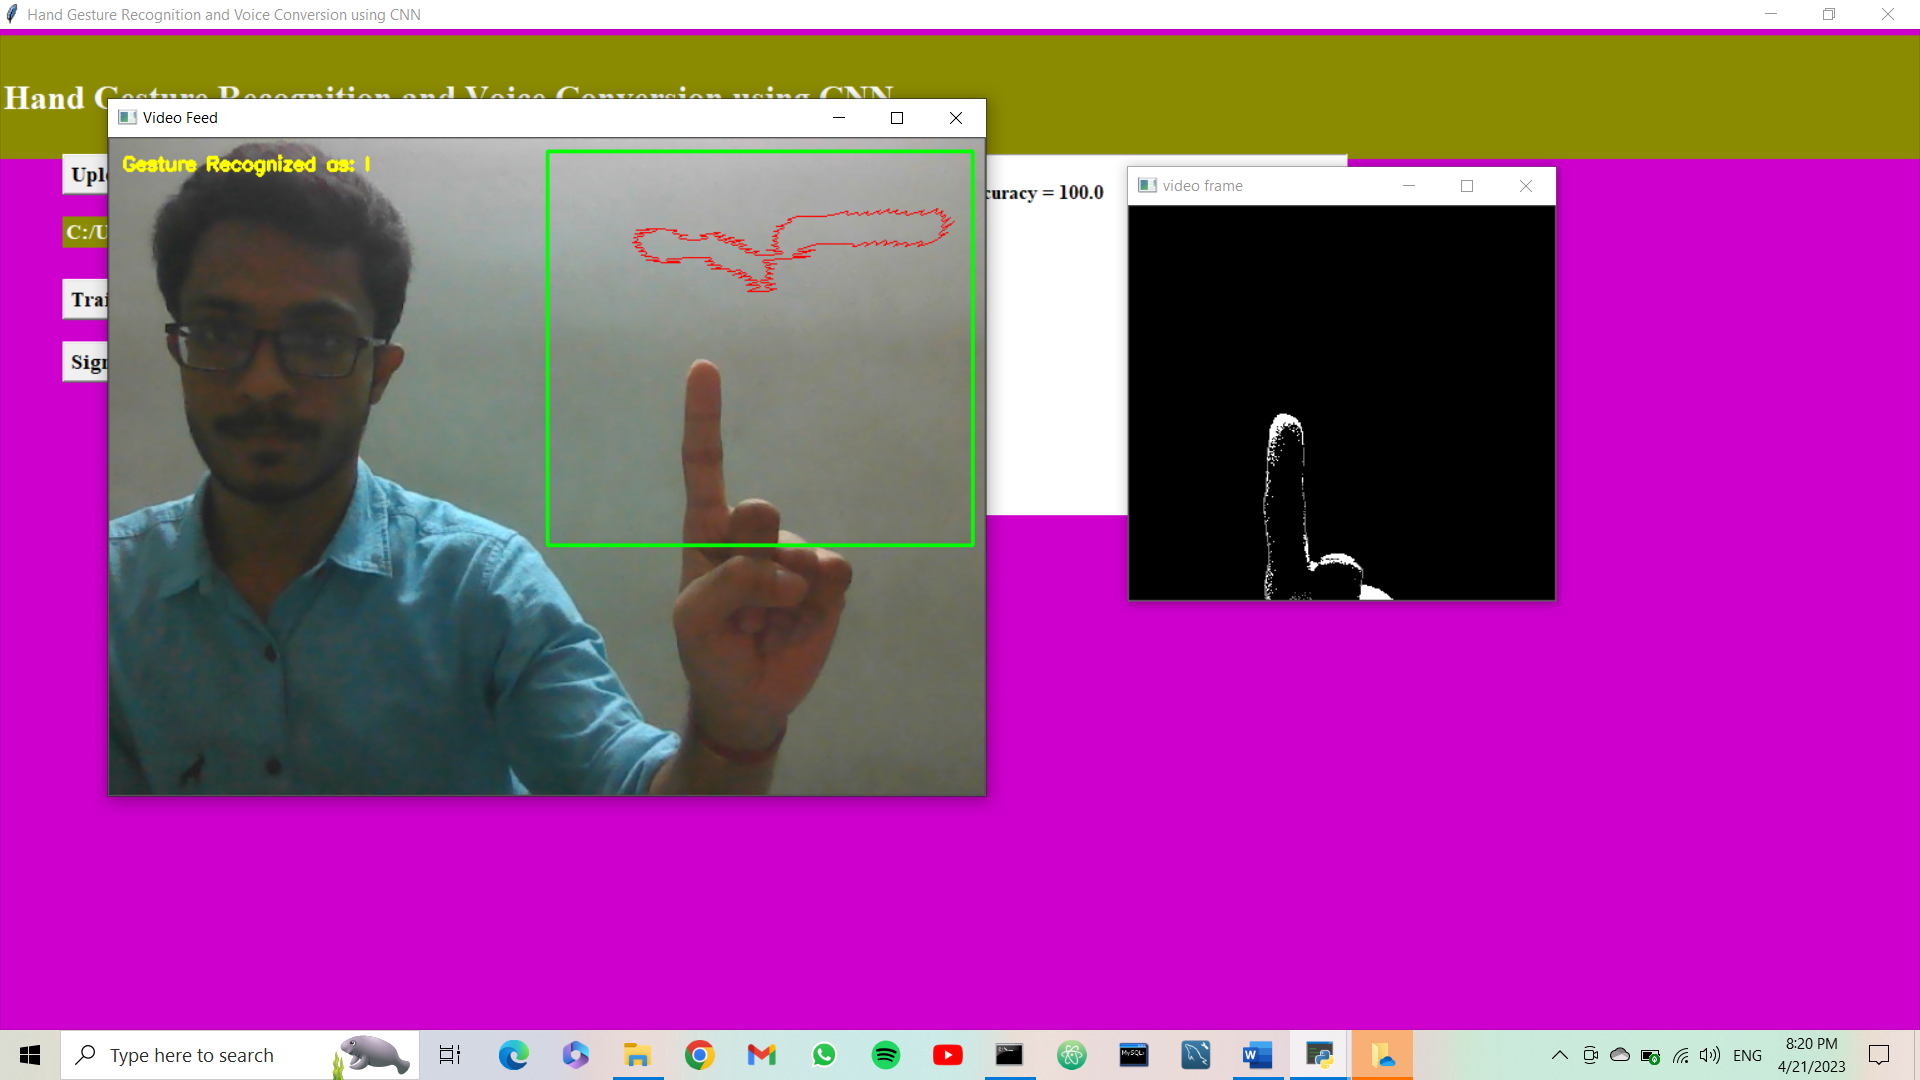 Hand Gesture Recognition and Voice Conversion using CNN
Hand Gesture Recognition and Voice Conversion using CNN
Video Feed
Gesture Recognized as: I
Upl
C:/U
Trai
Sign
curacy = 100.0
video frame
Type here to search
MySQL
ENG
8:20 PM
4/21/2023